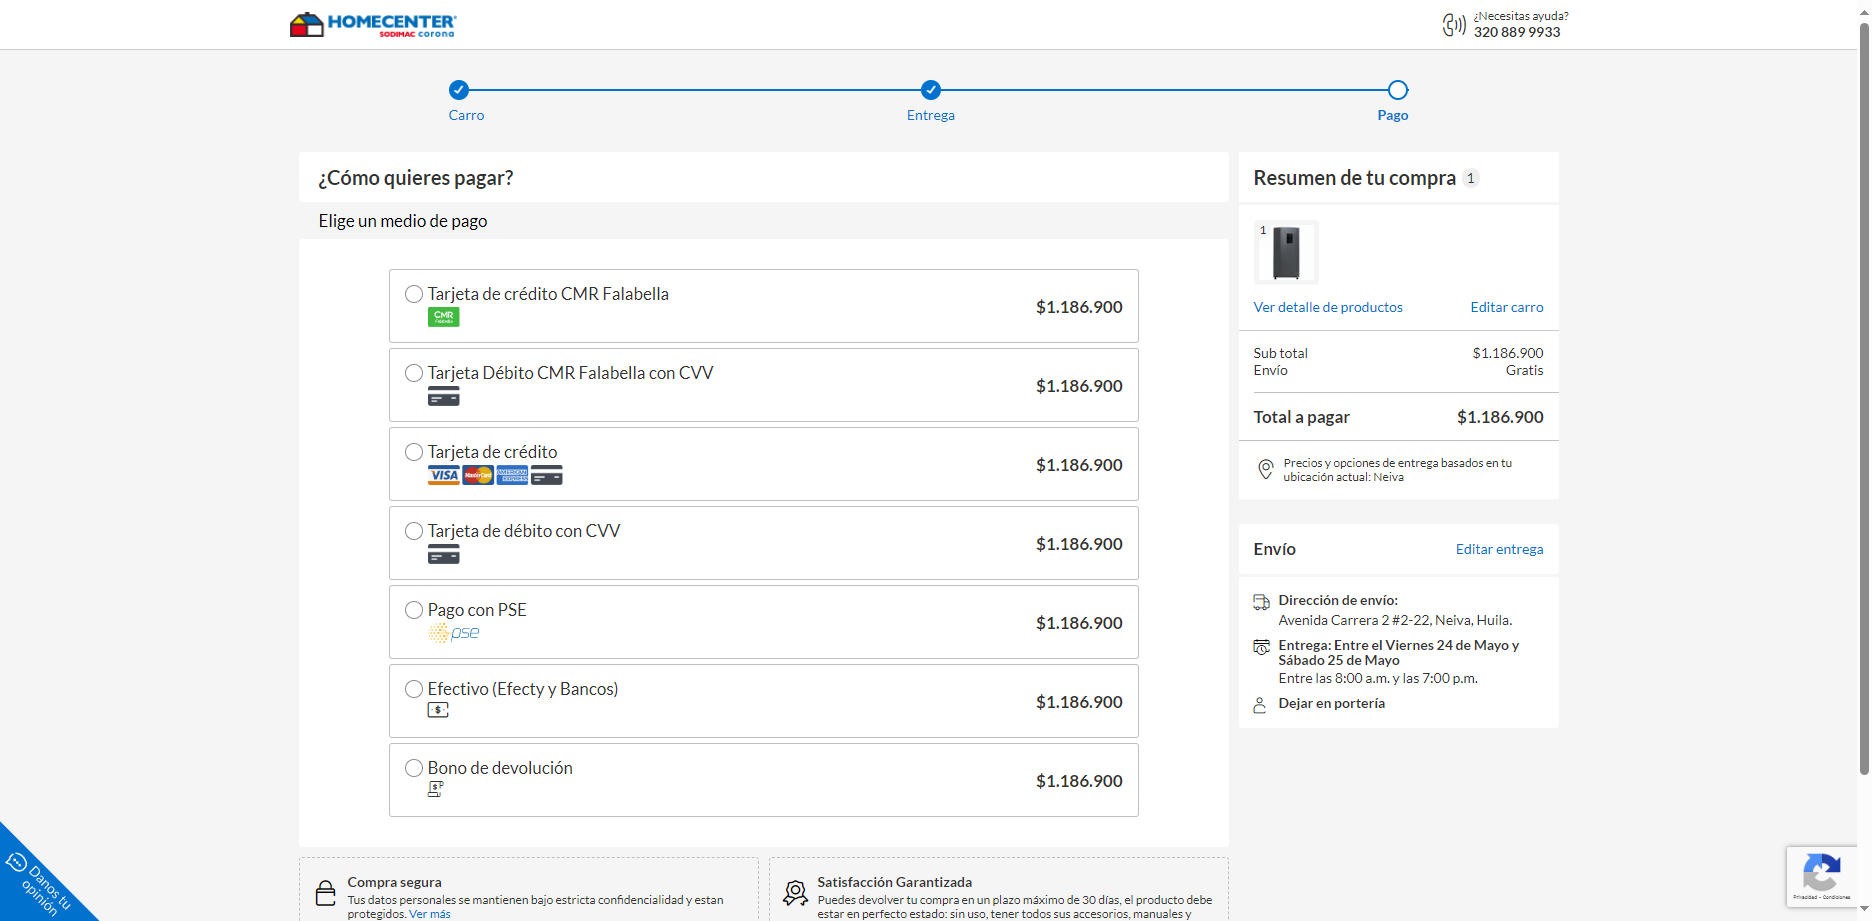 HOMECENTER
SODIMAC corona
¿Necesitas ayuda?
320 889 9933
Carro
Entrega
Pago
¿Cómo quieres pagar?
Elige un medio de pago
Tarjeta de crédito CMR Falabella
CMR
Falabella
$1.186.900
Tarjeta Débito CMR Falabella con CVV
$1.186.900
Tarjeta de crédito
VISA MasterCard AMERICAN EXPRESS
$1.186.900
Tarjeta de débito con CVV
$1.186.900
Pago con PSE
pse
$1.186.900
Efectivo (Efecty y Bancos)
$
$1.186.900
Bono de devolución
$
$1.186.900
Resumen de tu compra 1
1
Ver detalle de productos Editar carro
Sub total $1.186.900
Envío Gratis
Total a pagar $1.186.900
Precios y opciones de entrega basados en tu
ubicación actual: Neiva
Envío Editar entrega
Dirección de envío:
Avenida Carrera 2 #2-22, Neiva, Huila.
Entrega: Entre el Viernes 24 de Mayo y
Sábado 25 de Mayo
Entre las 8:00 a.m. y las 7:00 p.m.
Dejar en portería
Compra segura
Tus datos personales se mantienen bajo estricta confidencialidad y estan
protegidos. Ver más
Satisfacción Garantizada
Puedes devolver tu compra en un plazo máximo de 30 días, el producto debe
estar en perfecto estado: sin uso, tener todos sus accesorios, manuales y
Danos tu
opinión
Privacidad - Condiciones